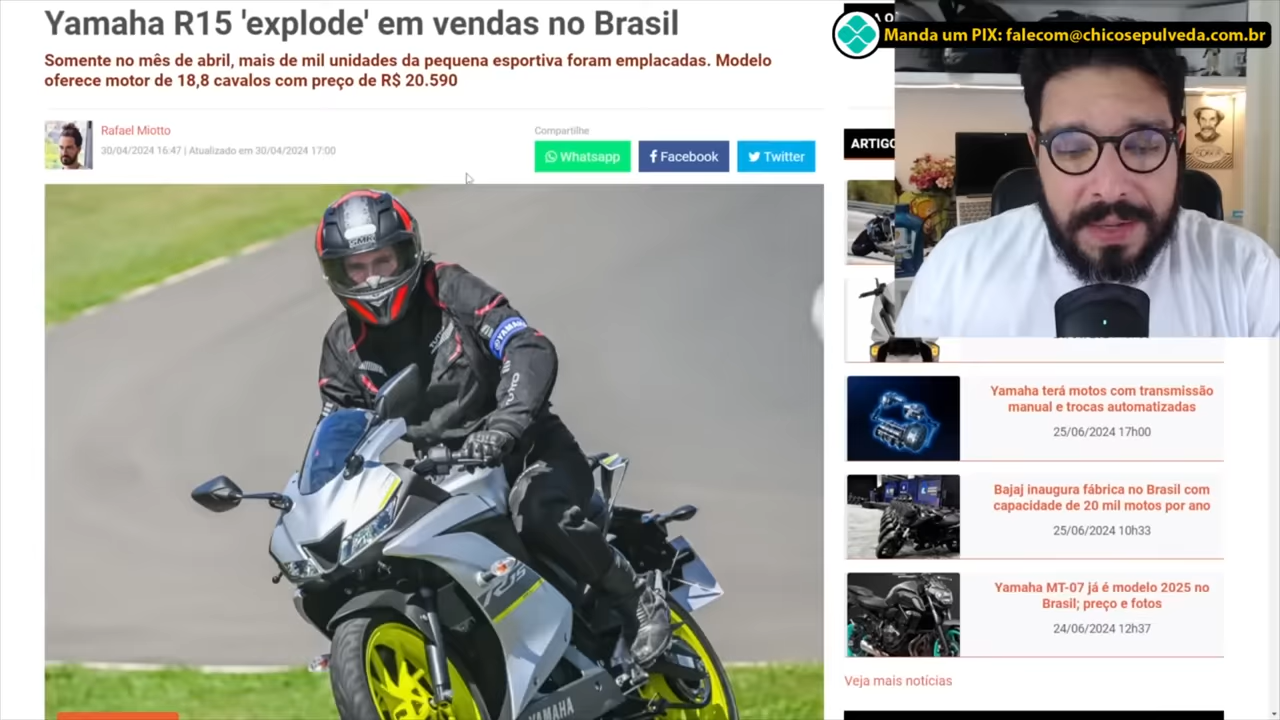 Yamaha R15 'explode' em vendas no Brasil
Somente no mês de abril, mais de mil unidades da pequena esportiva foram emplacadas. Modelo
oferece motor de 18,8 cavalos com preço de R$ 20.590
Rafael Miotto
30/04/2024 16:47 | Atualizado em 30/04/2024 17:00
Compartilhe
Whatsapp
Facebook
Twitter
Manda um PIX: falecom@chicosepulveda.com.br
ARTIG
YAMAHA
R15
YAMAHA
Yamaha terá motos com transmissão
manual e trocas automatizadas
25/06/2024 17h00
Bajaj inaugura fábrica no Brasil com
capacidade de 20 mil motos por ano
25/06/2024 10h33
Yamaha MT-07 já é modelo 2025 no
Brasil; preço e fotos
24/06/2024 12h37
Veja mais notícias